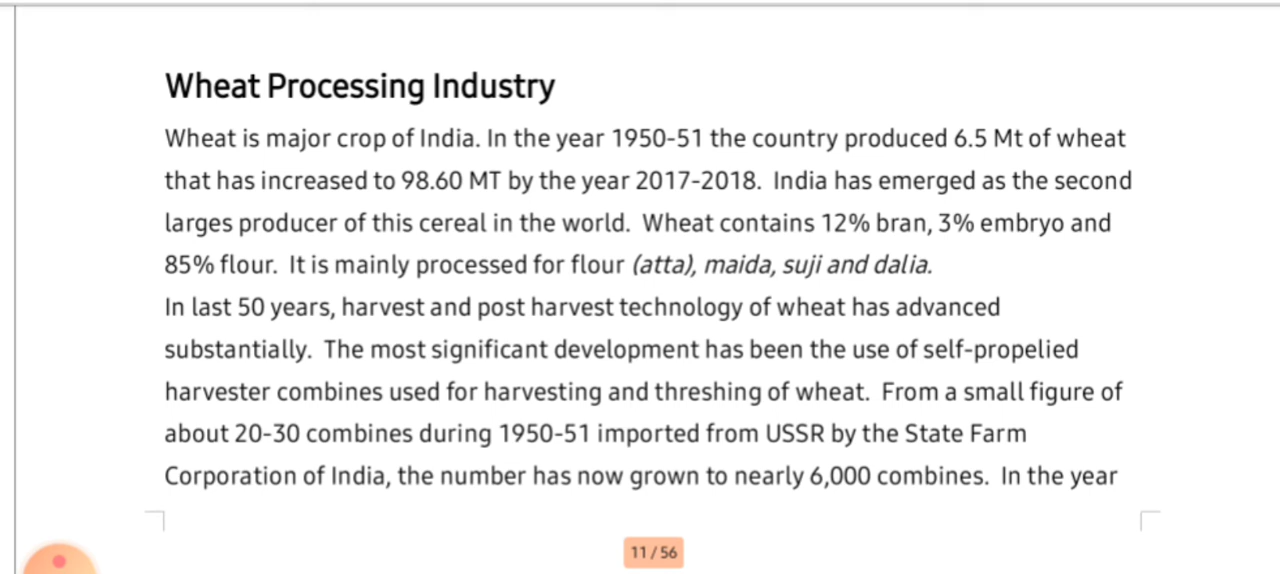 Wheat Processing Industry
Wheat is major crop of India. In the year 1950-51 the country produced 6.5 Mt of wheat
that has increased to 98.60 MT by the year 2017-2018. India has emerged as the second
larges producer of this cereal in the world. Wheat contains 12% bran, 3% embryo and
85% flour. It is mainly processed for flour (atta), maida, suji and dalia.
In last 50 years, harvest and post harvest technology of wheat has advanced
substantially. The most significant development has been the use of self-propelied
harvester combines used for harvesting and threshing of wheat. From a small figure of
about 20-30 combines during 1950-51 imported from USSR by the State Farm
Corporation of India, the number has now grown to nearly 6,000 combines. In the year
11 / 56